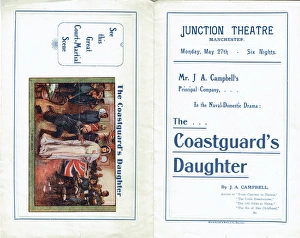 See
this
Great
Court-Martial
Scene
The Coastguard's Daughter
JUNCTION THEATRE
MANCHESTER.
Monday, May 27th - Six Nights.
Mr. J A. Campbell's
Principal Company, . . .
In the Naval-Domestic Drama:
The . . .
Coastguard's
Daughter
By J. A. CAMPBELL,